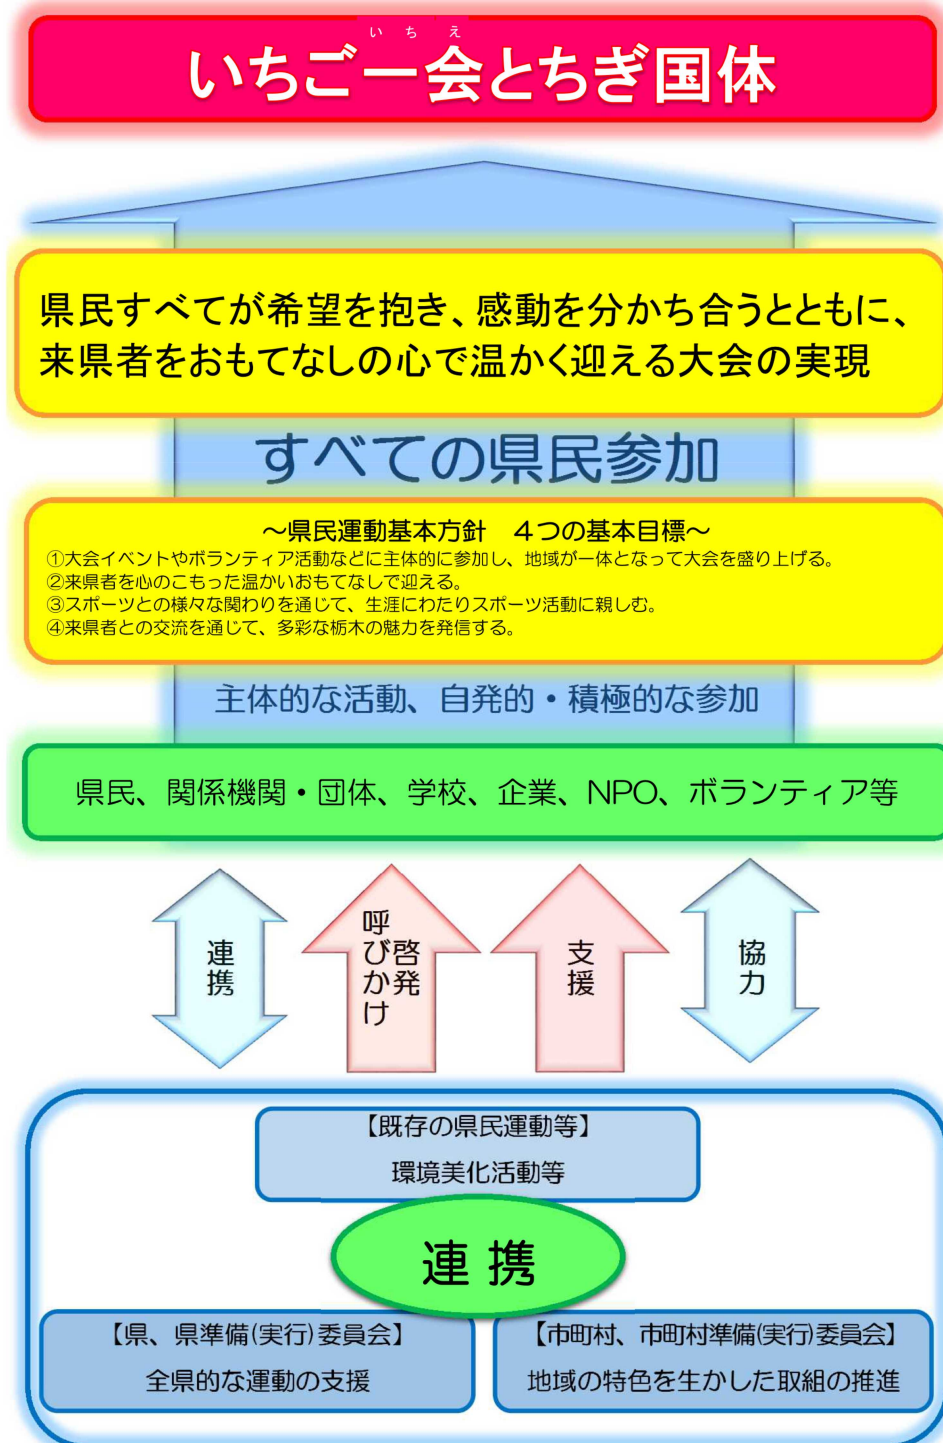 いちえ
いちご一会とちぎ国体
県民すべてが希望を抱き、感動を分かち合うとともに、
来県者をおもてなしの心で温かく迎える大会の実現
すべての県民参加
～県民運動基本方針　４つの基本目標～
①大会イベントやボランティア活動などに主体的に参加し、地域が一体となって大会を盛り上げる。
②来県者を心のこもった温かいおもてなしで迎える。
③スポーツとの様々な関わりを通じて、生涯にわたりスポーツ活動に親しむ。
④来県者との交流を通じて、多彩な栃木の魅力を発信する。
主体的な活動、自発的・積極的な参加
県民、関係機関・団体、学校、企業、NPO、ボランティア等
連携
呼びかけ
啓発
支援
協力
【既存の県民運動等】
環境美化活動等
連携
【県、県準備(実行)委員会】
全県的な運動の支援
【市町村、市町村準備(実行)委員会】
地域の特色を生かした取組の推進